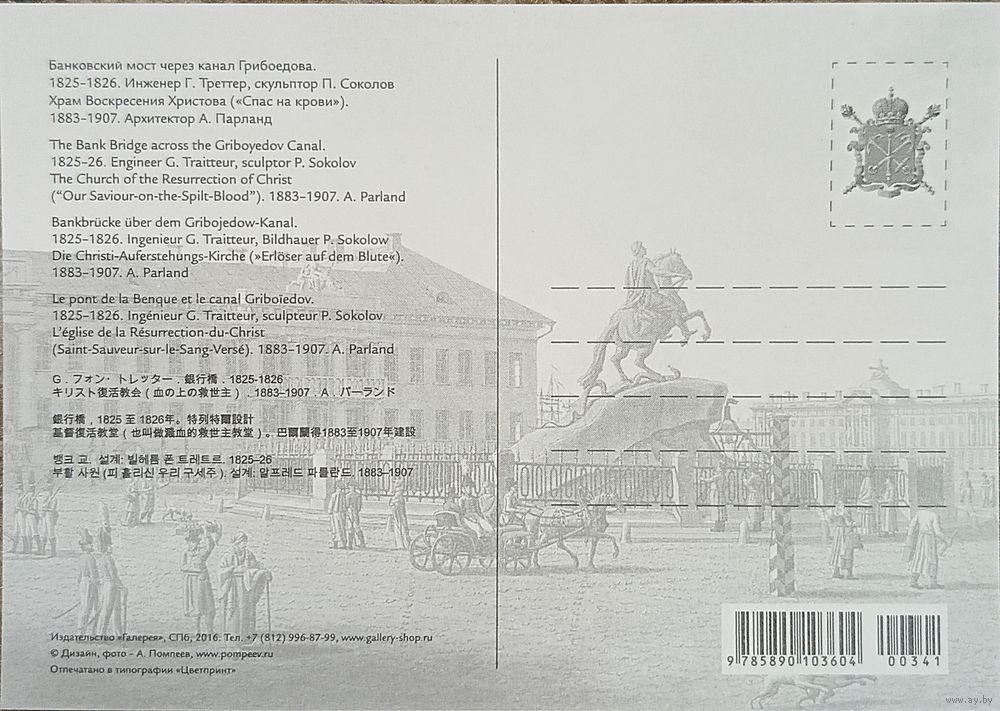 Банковский мост через канал Грибоедова.
1825–1826. Инженер Г. Треттер, скульптор П. Соколов
Храм Воскресения Христова («Спас на крови»).
1883–1907. Архитектор А. Парланд
The Bank Bridge across the Griboyedov Canal.
1825–26. Engineer G. Traitteur, sculptor P. Sokolov
The Church of the Resurrection of Christ
(“Our Saviour-on-the-Spilt-Blood”). 1883–1907. A. Parland
Bankbrücke über dem Gribojedow-Kanal.
1825–1826. Ingenieur G. Traitteur, Bildhauer P. Sokolow
Die Christi-Auferstehungs-Kirche (»Erlöser auf dem Blute«).
1883–1907. A. Parland
Le pont de la Benque et le canal Griboïedov.
1825–1826. Ingénieur G. Traitteur, sculpteur P. Sokolov
L’église de la Résurrection-du-Christ
(Saint-Sauveur-sur-le-Sang-Versé). 1883–1907. A. Parland
G . フォン・トレッター . 銀行橋 . 1825-1826
キリスト復活教会（血の上の救世主）. 1883–1907 . A . パーランド
銀行橋，1825 至 1826年。特列特爾設計
基督復活教堂（也叫做濺血的救世主教堂）。巴爾蘭得1883至1907年建設
뱅크 교. 설계: 빌헤름 폰 트레트르. 1825–26
부활 사원 (피 흘리신 우리 구세주). 설계: 알프레드 파를란드. 1883–1907
Издательство «Галерея», СПб, 2016. Тел. +7 (812) 996-87-99, www.gallery-shop.ru
© Дизайн, фото – А. Помпеев, www.pompeev.ru
Отпечатано в типографии «Цветпринт»
9 785890 103604
00341
www.ay.by